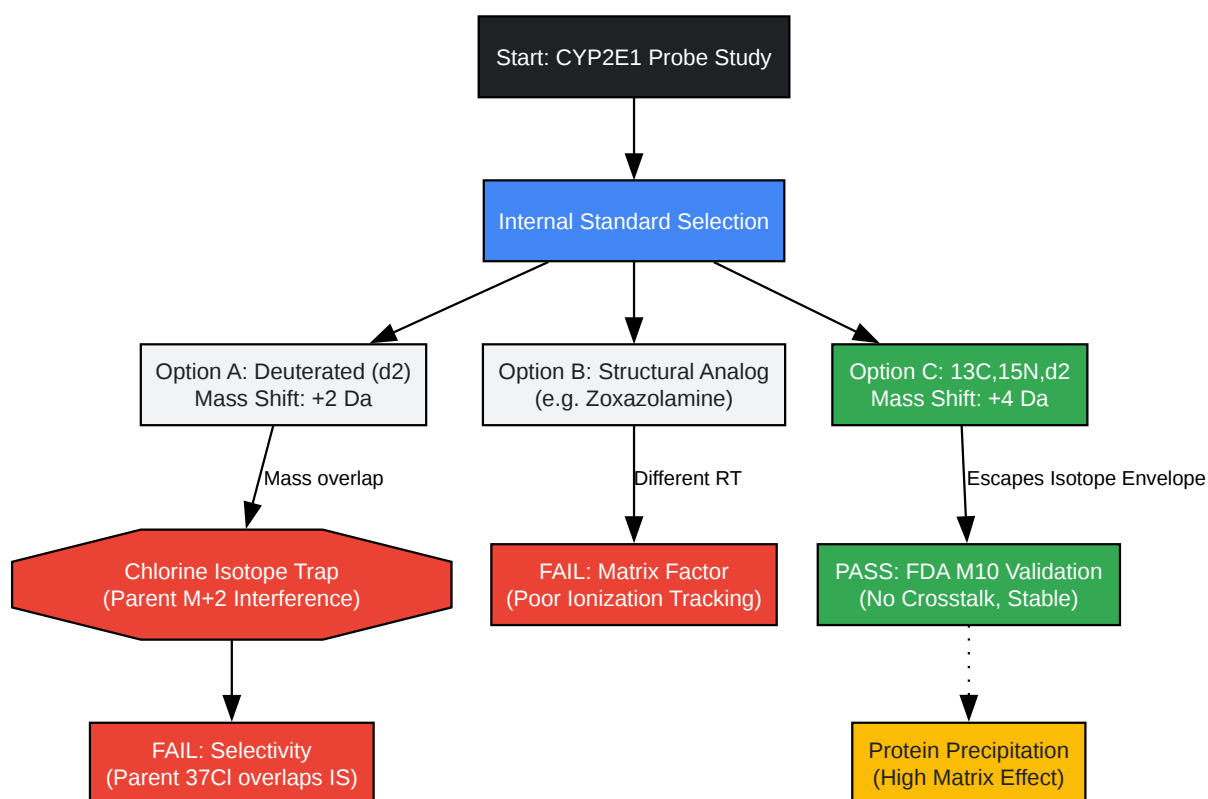 Start: CYP2E1 Probe Study
Internal Standard Selection
Option A: Deuterated (d2)
Mass Shift: +2 Da
Option B: Structural Analog
(e.g. Zoxazolamine)
Option C: 13C,15N,d2
Mass Shift: +4 Da
Mass overlap
Different RT
Escapes Isotope Envelope
Chlorine Isotope Trap
(Parent M+2 Interference)
FAIL: Matrix Factor
(Poor Ionization Tracking)
PASS: FDA M10 Validation
(No Crosstalk, Stable)
FAIL: Selectivity
(Parent 37Cl overlaps IS)
Protein Precipitation
(High Matrix Effect)